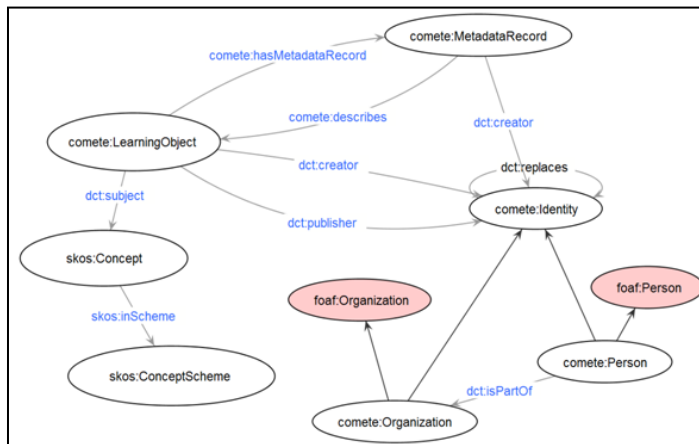 comete:MetadataRecord
comete:hasMetadataRecord
comete:describes
dct:creator
comete:LearningObject
dct:creator
dct:replaces
dct:subject
comete:Identity
dct:publisher
skos:Concept
foaf:Organization
foaf:Person
skos:inScheme
comete:Person
skos:ConceptScheme
dct:isPartOf
comete:Organization